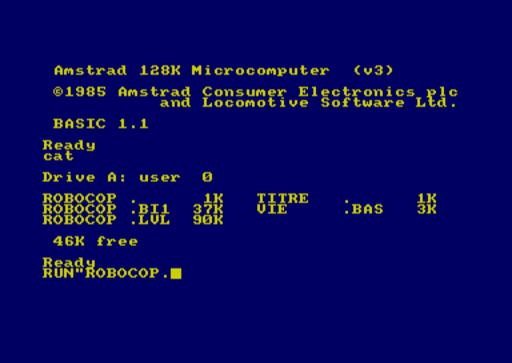 Amstrad 128K Microcomputer (v3)
©1985 Amstrad Consumer Electronics plc
and Locomotive Software Ltd.
BASIC 1.1
Ready
cat
Drive A: user 0
ROBOCOP . 1K TITRE . 1K
ROBOCOP .BI1 37K VIE .BAS 3K
ROBOCOP .LVL 90K
46K free
Ready
RUN"ROBOCOP.